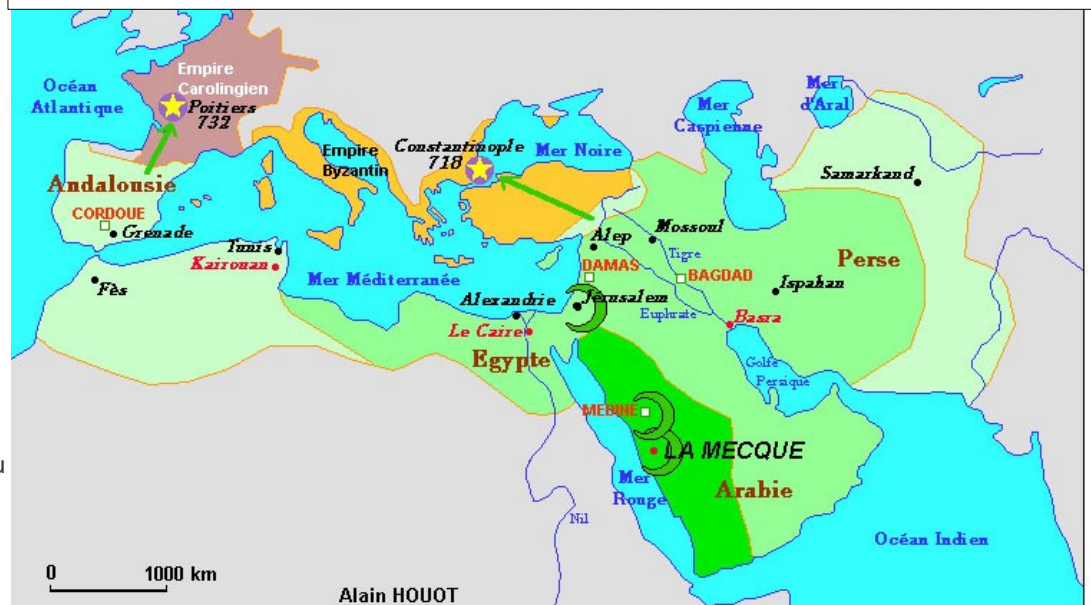 Océan
Atlantique
Empire
Carolingien
Poitiers
732
Mer
d'Aral
Mer
Caspienne
Constantinople
718
Mer Noire
Empire
Byzantin
Samarkand
Andalousie
CORDOUE
Grenade
Tunis
Kairouan
Fès
Mer Méditerranée
Alep
Mossoul
Tigre
DAMAS
BAGDAD
Perse
Ispahan
Jérusalem
Euphrate
Basra
Alexandrie
Le Caire
Egypte
Golfe
Persique
MEDINE
LA MECQUE
Mer
Rouge
Arabie
Nil
Océan Indien
u
0 1000 km
Alain HOUOT